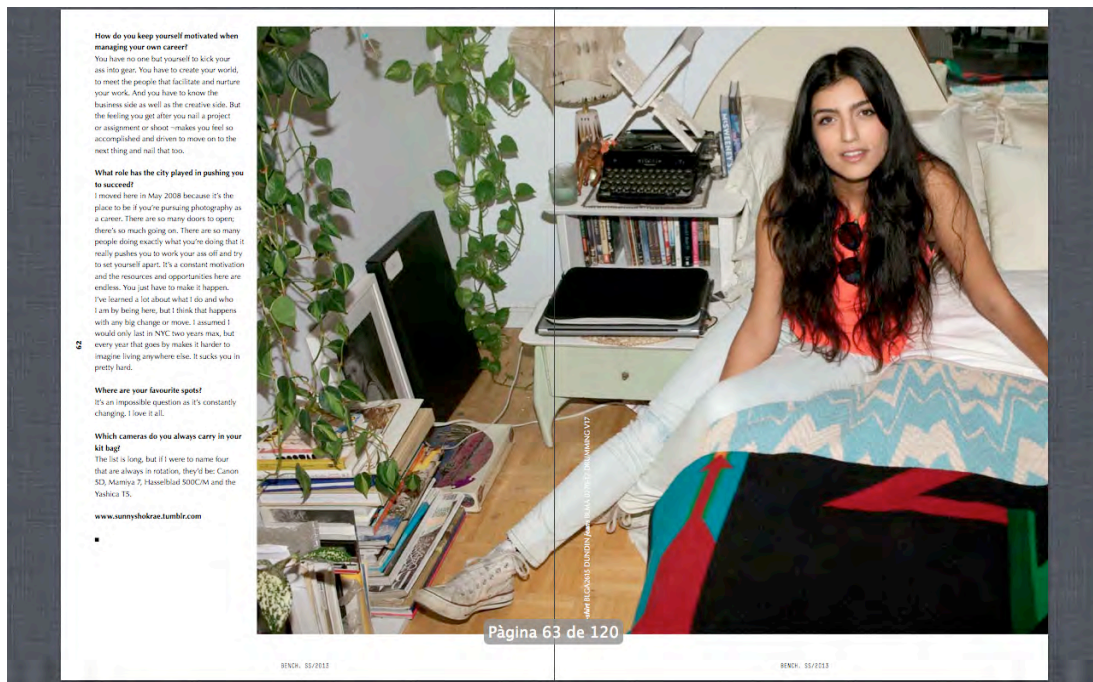 How do you keep yourself motivated when
managing your own career?
You have no one but yourself to kick your
ass into gear. You have to create your world,
to meet the people that facilitate and nurture
your work. And you have to know the
business side as well as the creative side. But
the feeling you get after you nail a project
or assignment or shoot –makes you feel so
accomplished and driven to move on to the
next thing and nail that too.
What role has the city played in pushing you
to succeed?
I moved here in May 2008 because it's the
place to be if you're pursuing photography as
a career. There are so many doors to open;
there's so much going on. There are so many
people doing exactly what you're doing that it
really pushes you to work your ass off and try
to set yourself apart. It's a constant motivation
and the resources and opportunities here are
endless. You just have to make it happen.
I've learned a lot about what I do and who
I am by being here, but I think that happens
with any big change or move. I assumed I
would only last in NYC two years max, but
every year that goes by makes it harder to
imagine living anywhere else. It sucks you in
pretty hard.
62
Where are your favourite spots?
It's an impossible question as it's constantly
changing. I love it all.
Which cameras do you always carry in your
kit bag?
The list is long, but if I were to name four
that are always in rotation, they'd be: Canon
5D, Mamiya 7, Hasselblad 500C/M and the
Yashica T5.
www.sunnyshokrae.tumblr.com
Pàgina 63 de 120
BENCH. SS/2013
BENCH. SS/2013